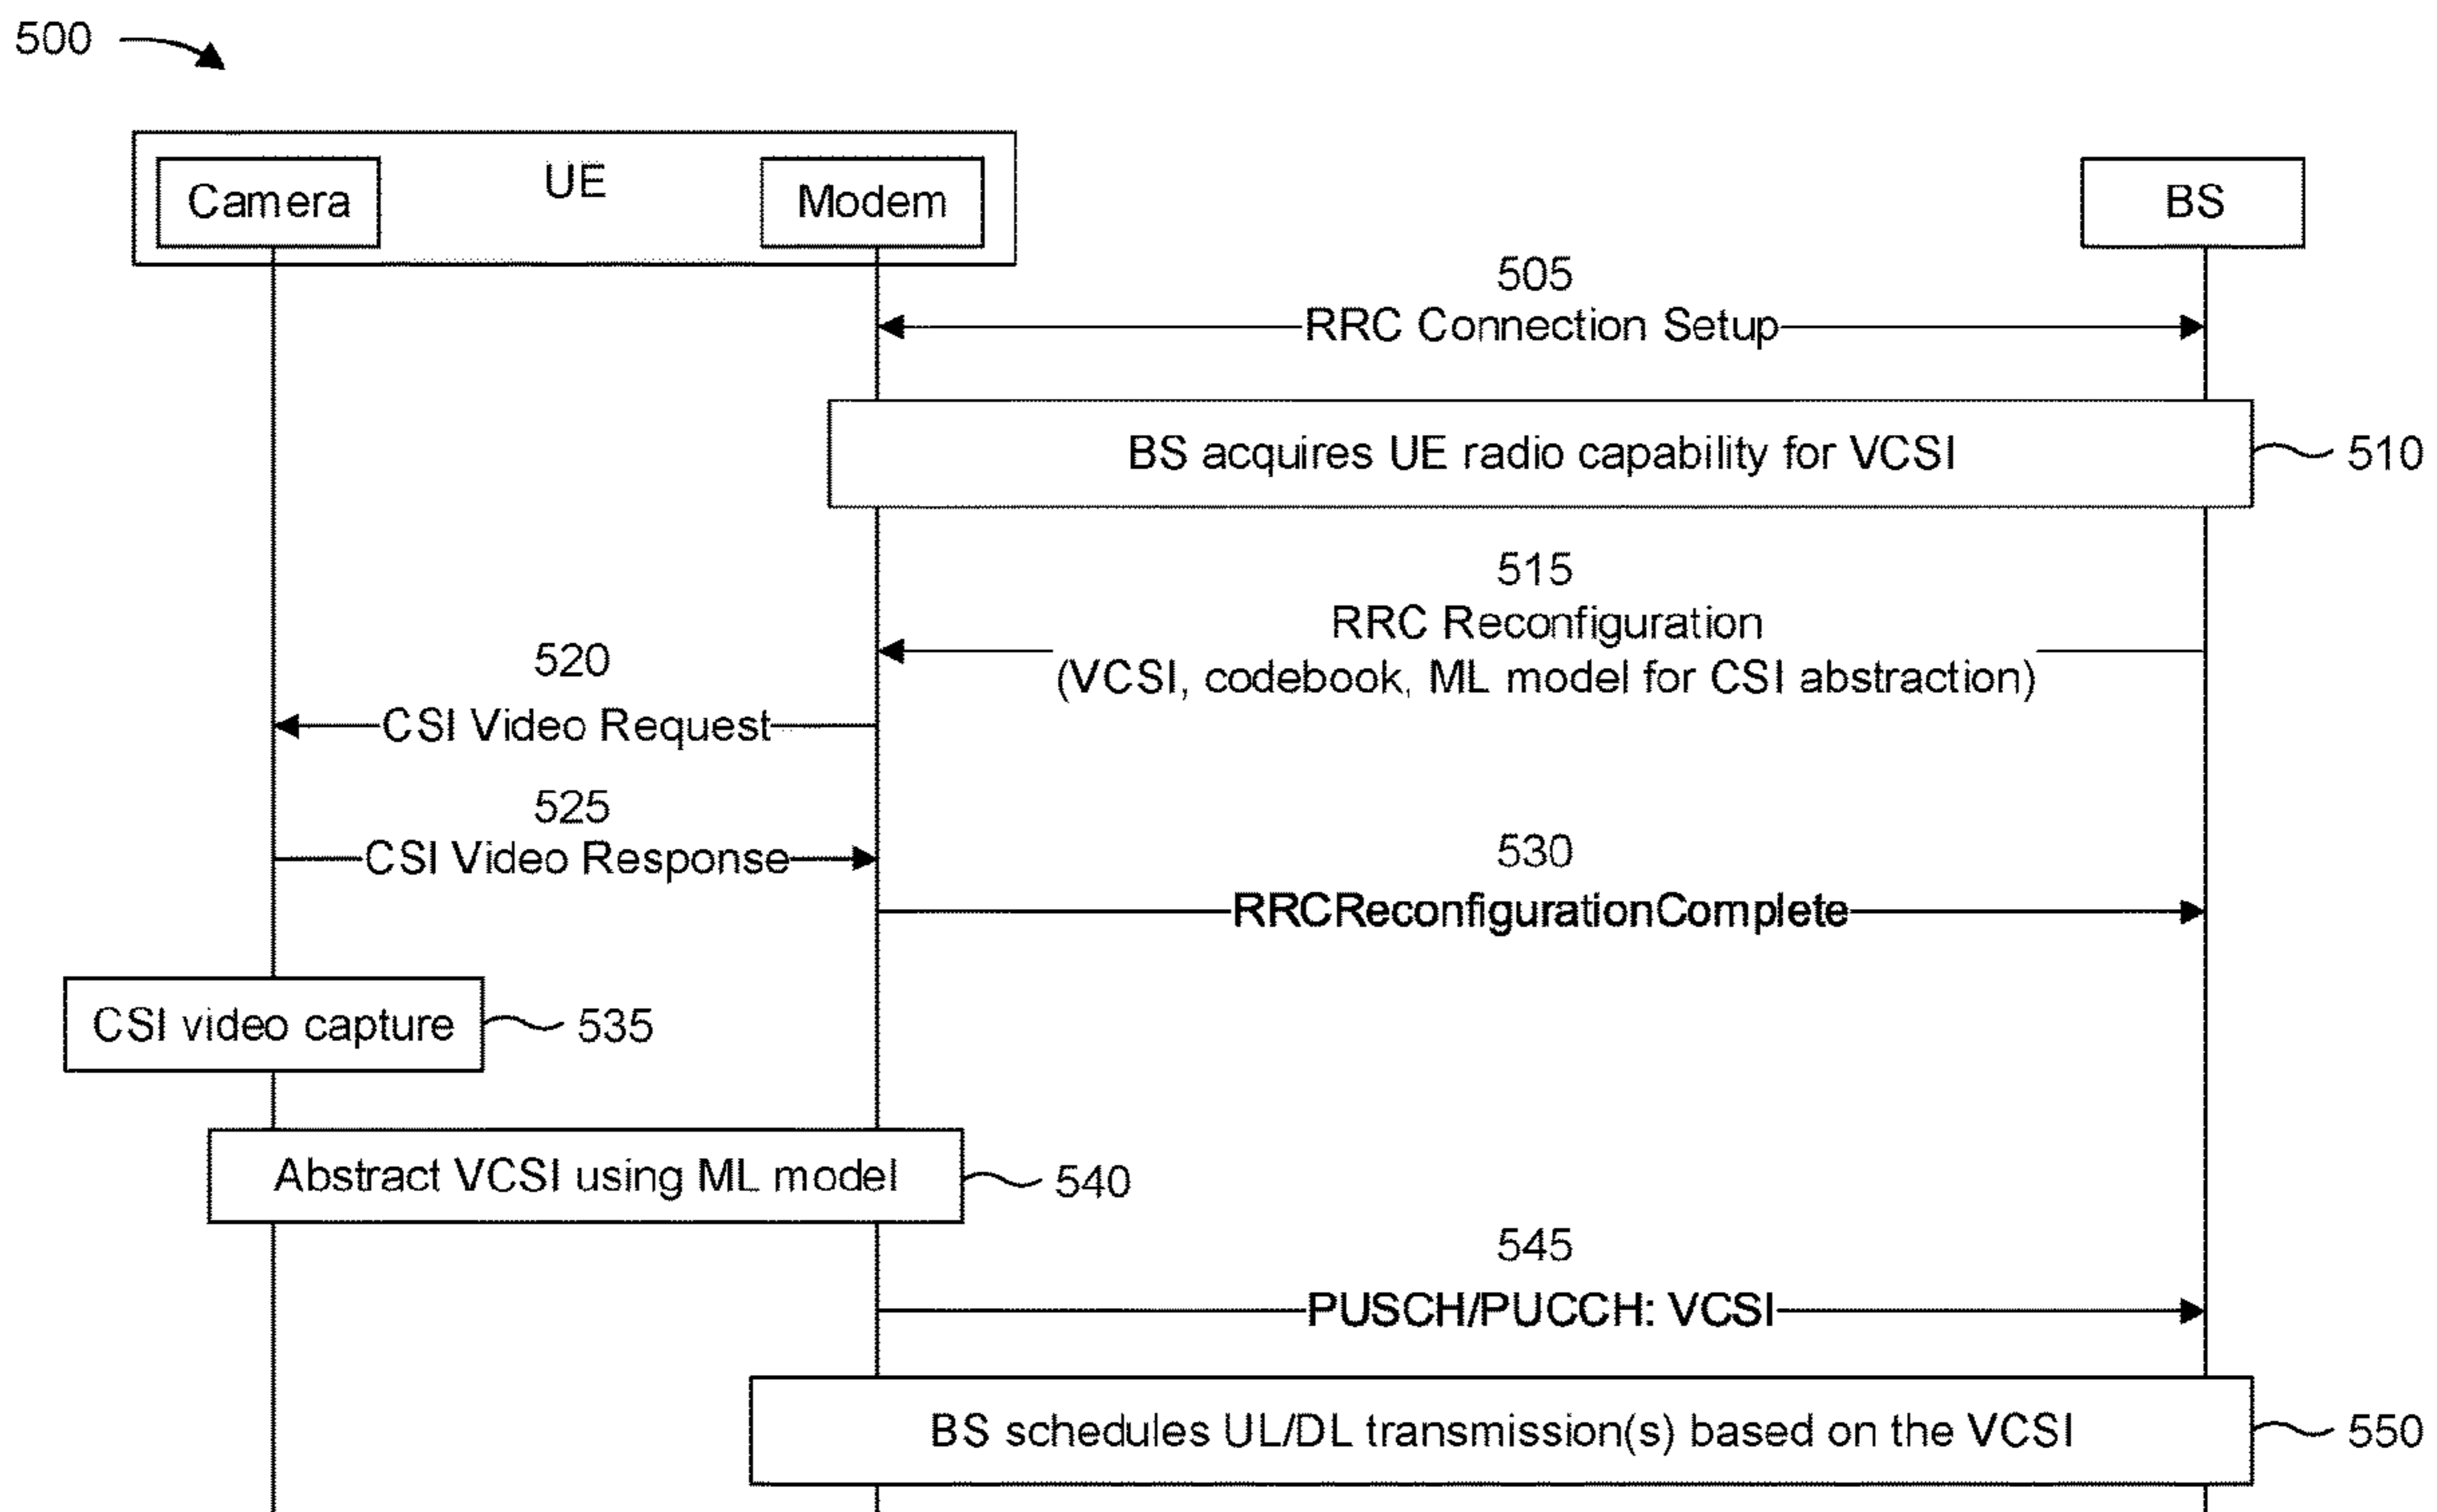 500
UE
Camera
Modem
BS
505
RRC Connection Setup
BS acquires UE radio capability for VCSI
510
515
RRC Reconfiguration
(VCSI, codebook, ML model for CSI abstraction)
520
CSI Video Request
525
CSI Video Response
530
RRCReconfigurationComplete
CSI video capture
535
Abstract VCSI using ML model
540
545
PUSCH/PUCCH: VCSI
BS schedules UL/DL transmission(s) based on the VCSI
550